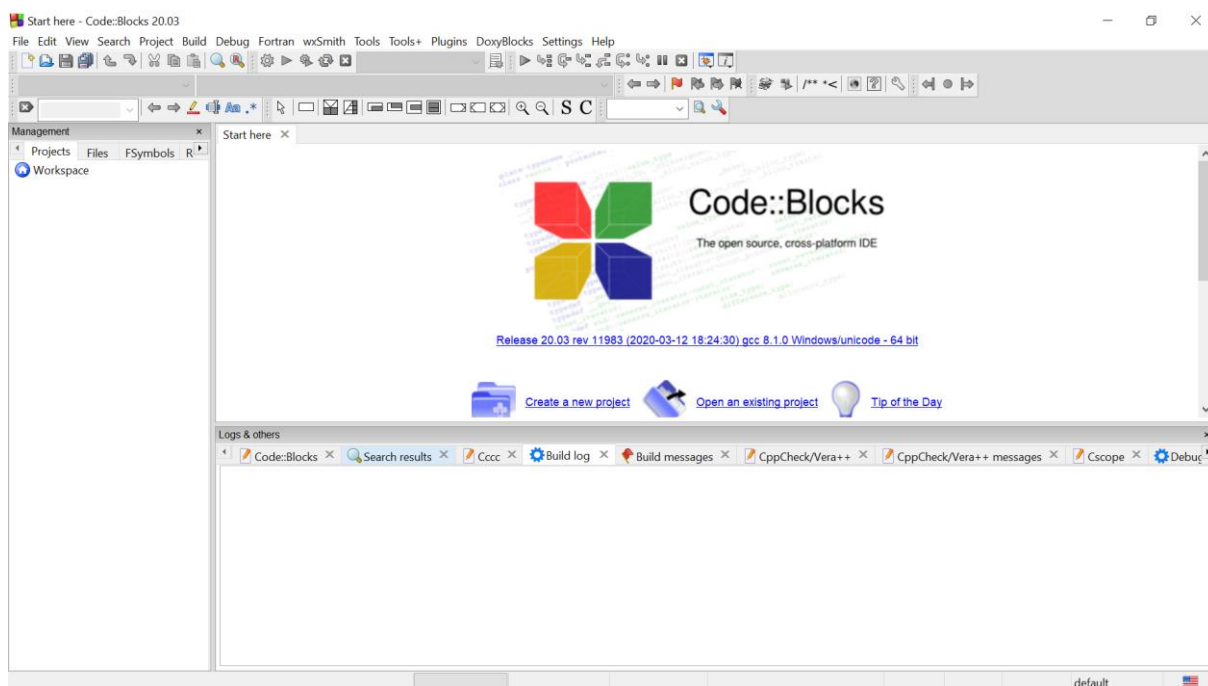 Start here - Code::Blocks 20.03
File Edit View Search Project Build Debug Fortran wxSmith Tools Tools+ Plugins DoxyBlocks Settings Help
/** *<
Aa .* S C
Management
Start here
Projects Files FSymbols R
Workspace
Code::Blocks
The open source, cross-platform IDE
Release 20.03 rev 11983 (2020-03-12 18:24:30) gcc 8.1.0 Windows/unicode - 64 bit
Create a new project Open an existing project Tip of the Day
Logs & others
Code::Blocks Search results Cccc Build log Build messages CppCheck/Vera++ CppCheck/Vera++ messages Cscope Debug
default